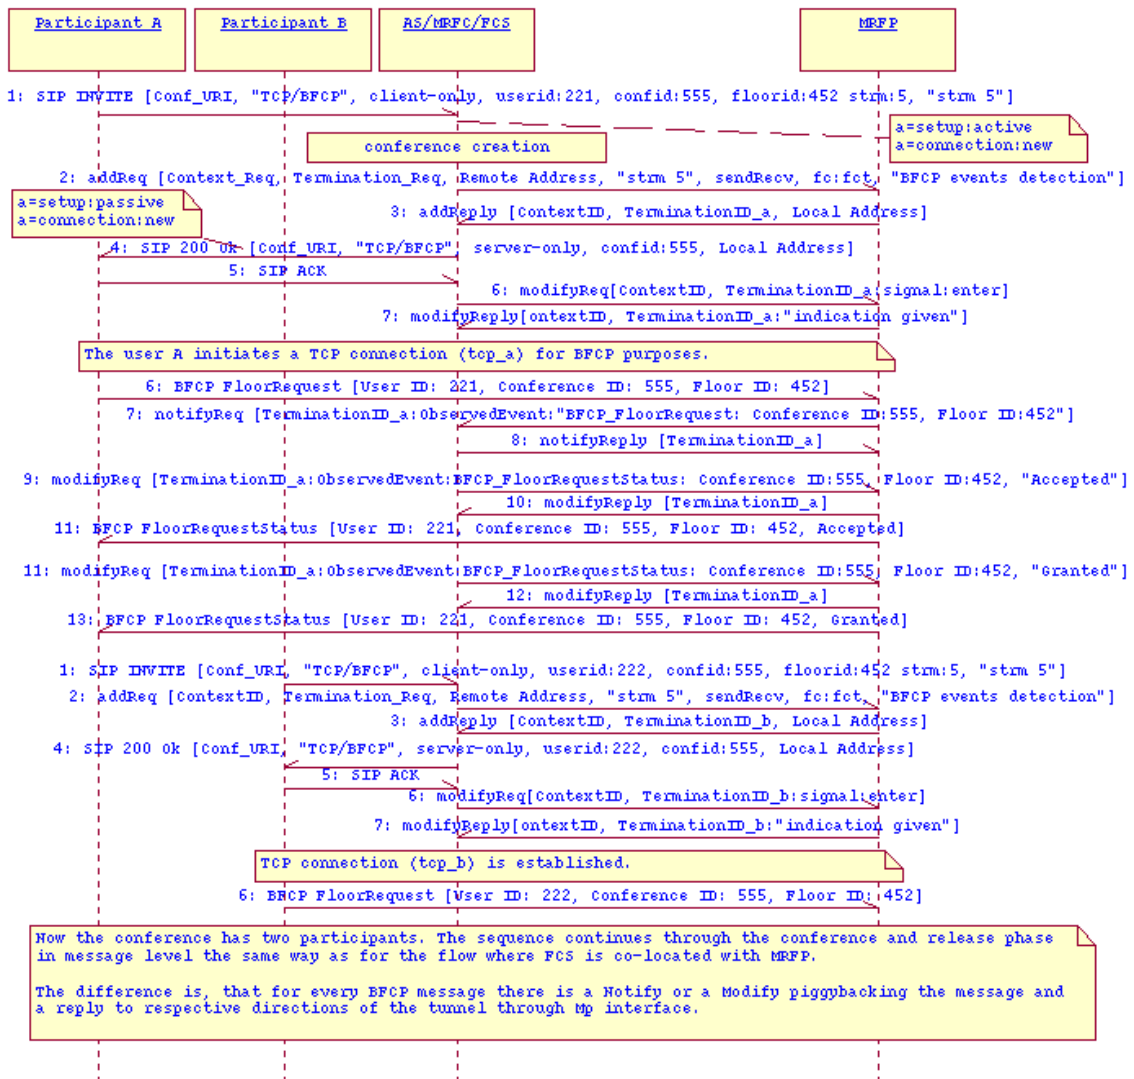 Participant A
Participant B
AS/MRFC/FCS
MRFP
1: SIP INVITE [Conf_URI, "TCP/BFCP", client-only, userid:221, confid:555, floorid:452 strm:5, "strm 5"]
a=setup:active
a=connection:new
conference creation
2: addReq [Context_Req, Termination_Req, Remote Address, "strm 5", sendRecv, fc:fct, "BFCP events detection"]
a=setup:passive
a=connection:new
3: addReply [ContextID, TerminationID_a, Local Address]
4: SIP 200 Ok [Conf_URI, "TCP/BFCP", server-only, confid:555, Local Address]
5: SIP ACK
6: modifyReq[ContextID, TerminationID_a:signal:enter]
7: modifyReply[ontextID, TerminationID_a:"indication given"]
The user A initiates a TCP connection (tcp_a) for BFCP purposes.
6: BFCP FloorRequest [User ID: 221, Conference ID: 555, Floor ID: 452]
7: notifyReq [TerminationID_a:ObservedEvent:"BFCP_FloorRequest: Conference ID:555, Floor ID:452"]
8: notifyReply [TerminationID_a]
9: modifyReq [TerminationID_a:ObservedEvent:BFCP_FloorRequestStatus: Conference ID:555, Floor ID:452, "Accepted"]
10: modifyReply [TerminationID_a]
11: BFCP FloorRequestStatus [User ID: 221, Conference ID: 555, Floor ID: 452, Accepted]
11: modifyReq [TerminationID_a:ObservedEvent:BFCP_FloorRequestStatus: Conference ID:555, Floor ID:452, "Granted"]
12: modifyReply [TerminationID_a]
13: BFCP FloorRequestStatus [User ID: 221, Conference ID: 555, Floor ID: 452, Granted]
1: SIP INVITE [Conf_URI, "TCP/BFCP", client-only, userid:222, confid:555, floorid:452 strm:5, "strm 5"]
2: addReq [ContextID, Termination_Req, Remote Address, "strm 5", sendRecv, fc:fct, "BFCP events detection"]
3: addReply [ContextID, TerminationID_b, Local Address]
4: SIP 200 Ok [Conf_URI, "TCP/BFCP", server-only, userid:222, confid:555, Local Address]
5: SIP ACK
6: modifyReq[ContextID, TerminationID_b:signal:enter]
7: modifyReply[ontextID, TerminationID_b:"indication given"]
TCP connection (tcp_b) is established.
6: BFCP FloorRequest [User ID: 222, Conference ID: 555, Floor ID: 452]
Now the conference has two participants. The sequence continues through the conference and release phase
in message level the same way as for the flow where FCS is co-located with MRFP.
The difference is, that for every BFCP message there is a Notify or a Modify piggybacking the message and
a reply to respective directions of the tunnel through Mp interface.